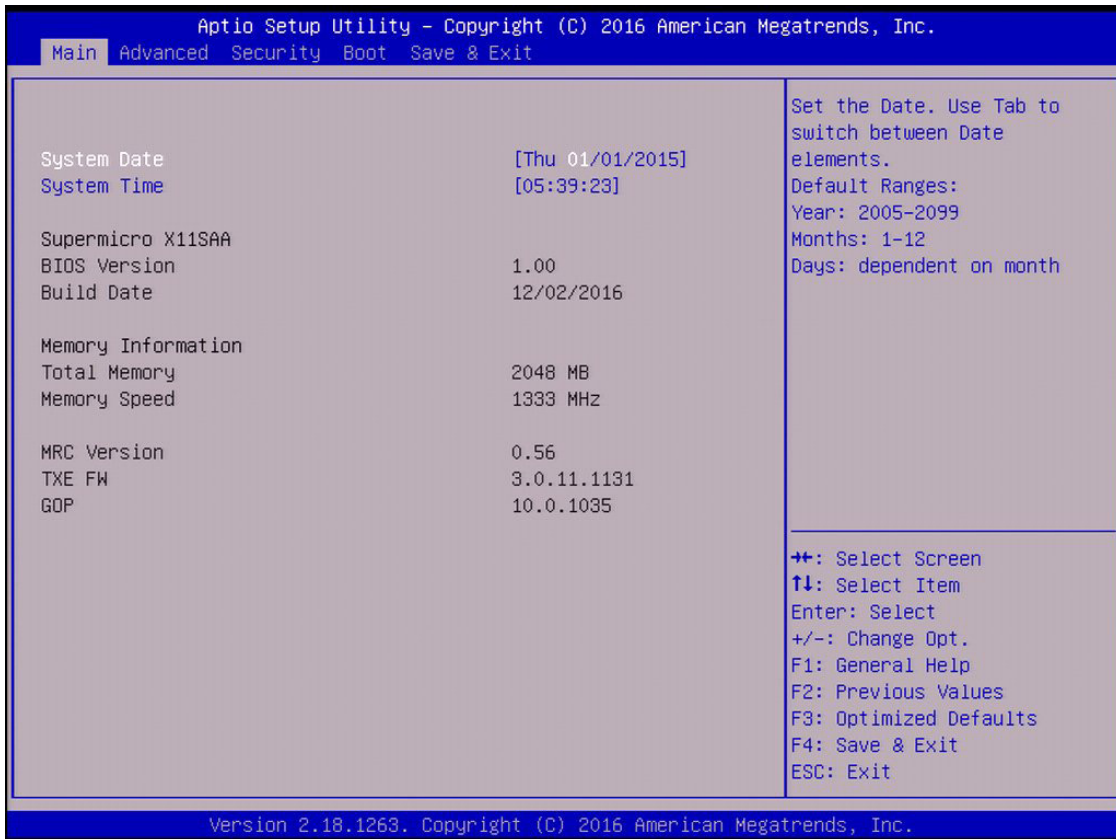 Aptio Setup Utility – Copyright (C) 2016 American Megatrends, Inc.
Main Advanced Security Boot Save & Exit
System Date [Thu 01/01/2015]
System Time [05:39:23]
Supermicro X11SAA
BIOS Version 1.00
Build Date 12/02/2016
Memory Information
Total Memory 2048 MB
Memory Speed 1333 MHz
MRC Version 0.56
TXE FW 3.0.11.1131
GOP 10.0.1035
Set the Date. Use Tab to
switch between Date
elements.
Default Ranges:
Year: 2005-2099
Months: 1-12
Days: dependent on month
→←: Select Screen
↑↓: Select Item
Enter: Select
+/-: Change Opt.
F1: General Help
F2: Previous Values
F3: Optimized Defaults
F4: Save & Exit
ESC: Exit
Version 2.18.1263. Copyright (C) 2016 American Megatrends, Inc.